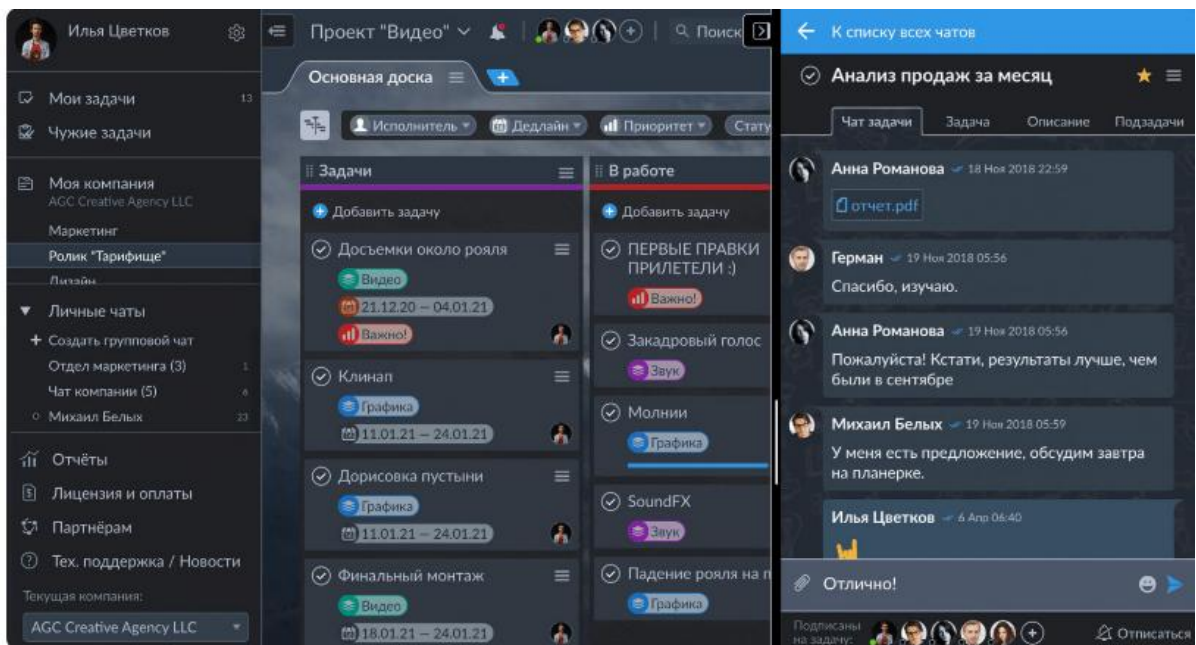 Илья Цветков
Мои задачи 13
Чужие задачи
Моя компания
AGC Creative Agency LLC
Маркетинг
Ролик "Тарифище"
Дизайн
Личные чаты
Создать групповой чат
Отдел маркетинга (3) 1
Чат компании (5) 6
Михаил Белых 23
Отчёты
Лицензия и оплаты
Партнёрам
Тех. поддержка / Новости
Текущая компания:
AGC Creative Agency LLC
Проект "Видео"
Поиск
Основная доска
Исполнитель
Дедлайн
Приоритет
Стату
Задачи
Добавить задачу
Досъемки около рояля
Видео
21.12.20 — 04.01.21
Важно!
Клинап
Графика
11.01.21 — 24.01.21
Дорисовка пустыни
Графика
11.01.21 — 24.01.21
Финальный монтаж
Видео
18.01.21 — 24.01.21
В работе
Добавить задачу
ПЕРВЫЕ ПРАВКИ
ПРИЛЕТЕЛИ :)
Важно!
Закадровый голос
Звук
Молнии
Графика
SoundFX
Звук
Падение рояля на п
Графика
К списку всех чатов
Анализ продаж за месяц
Чат задачи
Задача
Описание
Подзадачи
Анна Романова 18 Ноя 2018 22:59
отчет.pdf
Герман 19 Ноя 2018 05:56
Спасибо, изучаю.
Анна Романова 19 Ноя 2018 05:56
Пожалуйста! Кстати, результаты лучше, чем
были в сентябре
Михаил Белых 19 Ноя 2018 05:59
У меня есть предложение, обсудим завтра
на планерке.
Илья Цветков 6 Апр 06:40
Отлично!
Подписаны
на задачу:
Отписаться